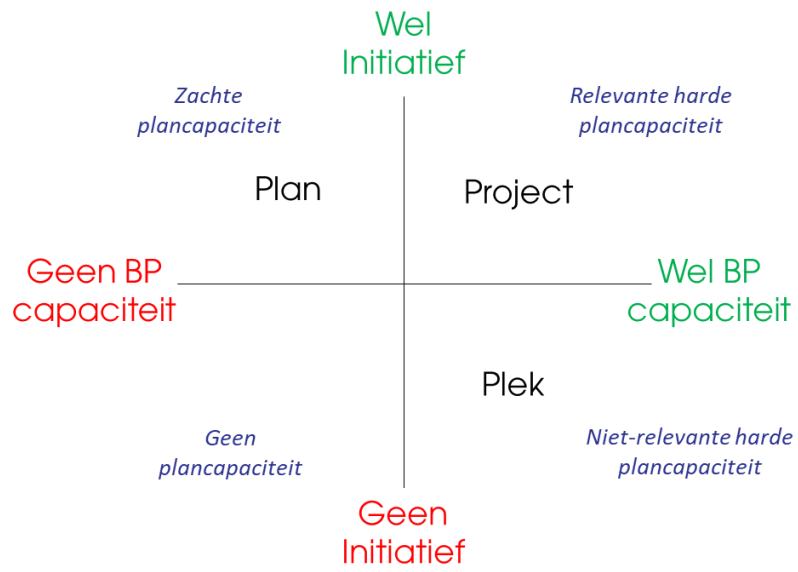 Wel
Initiatief
Zachte
plancapaciteit
Relevante harde
plancapaciteit
Plan
Project
Geen BP
capaciteit
Wel BP
capaciteit
Plek
Geen
plancapaciteit
Niet-relevante harde
plancapaciteit
Geen
Initiatief